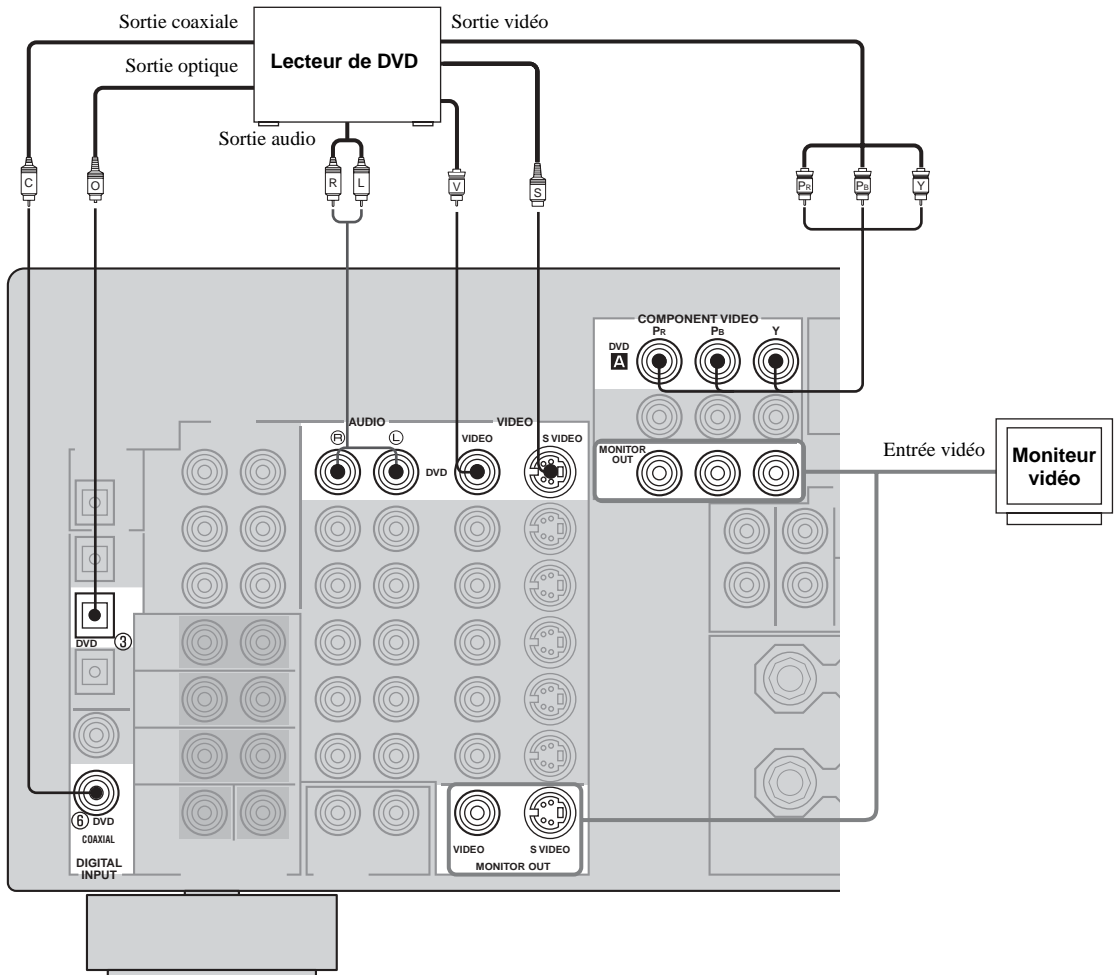 Sortie coaxiale
Sortie vidéo
Lecteur de DVD
Sortie optique
Sortie audio
C
O
R
L
V
S
PR
PB
Y
COMPONENT VIDEO
PR
PB
Y
DVD
A
AUDIO
VIDEO
R
L
VIDEO
S VIDEO
DVD
MONITOR
OUT
Entrée vidéo
Moniteur
vidéo
DVD
③
⑥ DVD
COAXIAL
DIGITAL
INPUT
VIDEO
S VIDEO
MONITOR OUT